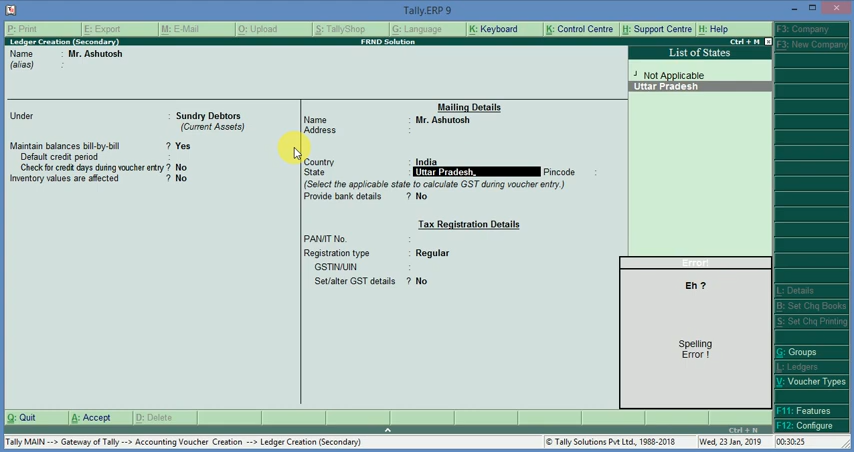 Tally.ERP 9
P: Print E: Export M: E-Mail O: Upload S: TallyShop G: Language K: Keyboard K: Control Centre H: Support Centre H: Help F3: Company
Ledger Creation (Secondary) FRND Solution Ctrl + M
F3: New Company
Name : Mr. Ashutosh
(alias) :
List of States
Not Applicable
Uttar Pradesh
Under : Sundry Debtors
(Current Assets)
Maintain balances bill-by-bill ? Yes
Default credit period :
Check for credit days during voucher entry ? No
Inventory values are affected ? No
Mailing Details
Name : Mr. Ashutosh
Address :
Country : India
State : Uttar Pradesh, Pincode :
(Select the applicable state to calculate GST during voucher entry.)
Provide bank details ? No
Tax Registration Details
PAN/IT No. :
Registration type : Regular
GSTIN/UIN :
Set/alter GST details ? No
Error!
Eh ?
Spelling
Error !
L: Details
B: Set Chq Books
S: Set Chq Printing
G: Groups
L: Ledgers
V: Voucher Types
F11: Features
F12: Configure
Q: Quit A: Accept D: Delete
Ctrl + N
Tally MAIN --> Gateway of Tally --> Accounting Voucher Creation --> Ledger Creation (Secondary) © Tally Solutions Pvt Ltd., 1988-2018 Wed, 23 Jan, 2019 00:30:25